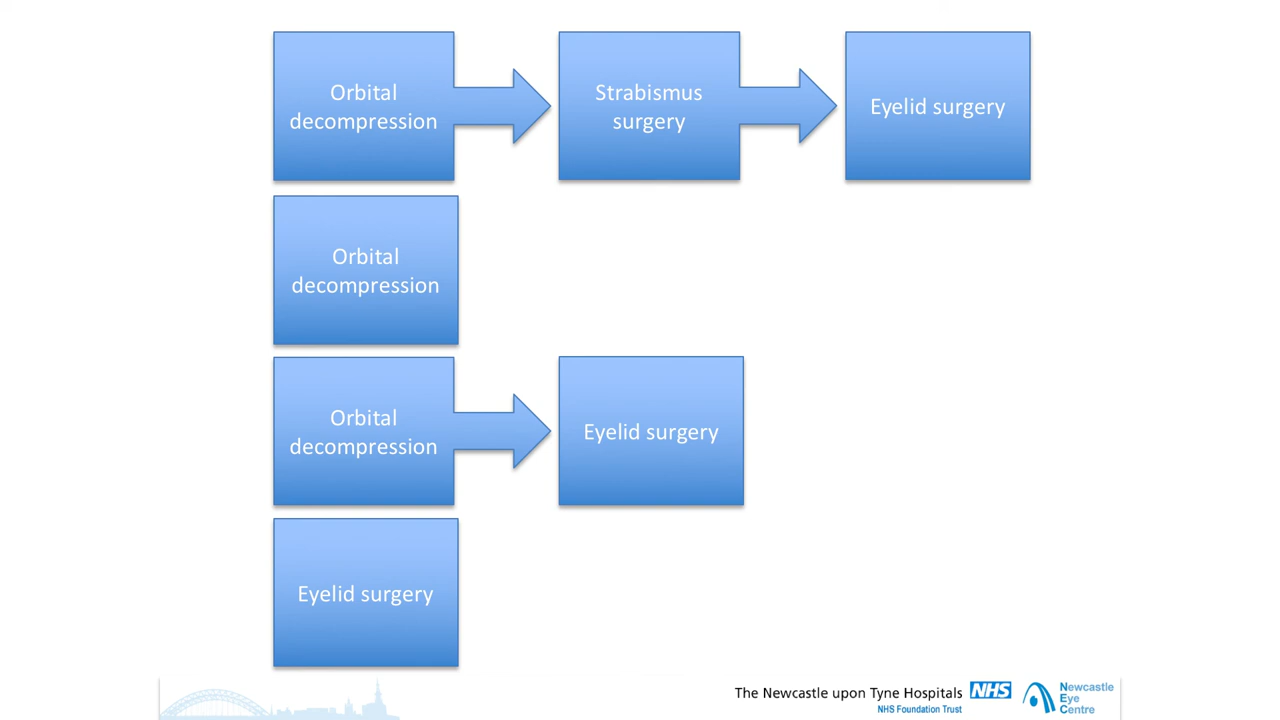 Orbital
decompression
Strabismus
surgery
Eyelid surgery
Orbital
decompression
Orbital
decompression
Eyelid surgery
Eyelid surgery
The Newcastle upon Tyne Hospitals
NHS
NHS Foundation Trust
Newcastle
Eye
Centre